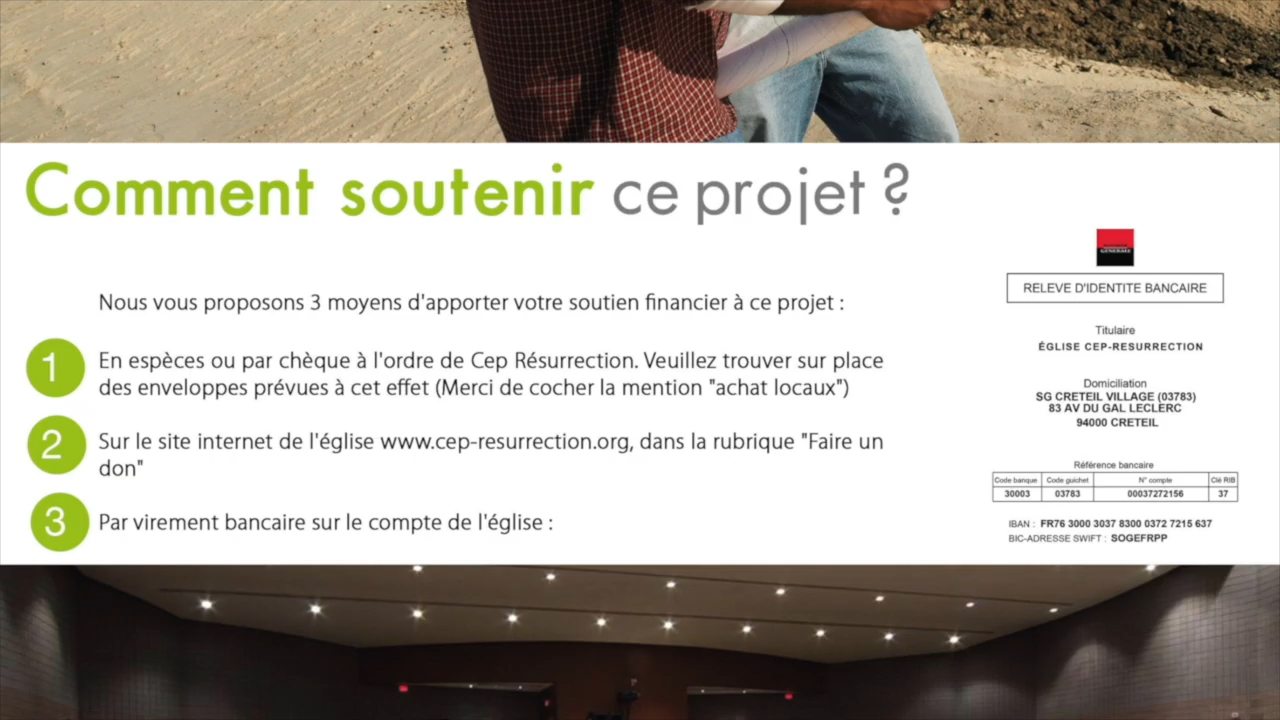 Comment soutenir ce projet ?
Nous vous proposons 3 moyens d'apporter votre soutien financier à ce projet :
1
En espèces ou par chèque à l'ordre de Cep Résurrection. Veuillez trouver sur place
des enveloppes prévues à cet effet (Merci de cocher la mention "achat locaux")
2
Sur le site internet de l'église www.cep-resurrection.org, dans la rubrique "Faire un
don"
3
Par virement bancaire sur le compte de l'église :
GENERALE
RELEVE D'IDENTITE BANCAIRE
Titulaire
ÉGLISE CEP-RESURRECTION
Domiciliation
SG CRETEIL VILLAGE (03783)
83 AV DU GAL LECLERC
94000 CRETEIL
Référence bancaire
Code banque Code guichet N° compte Clé RIB
30003 03783 00037272156 37
IBAN : FR76 3000 3037 8300 0372 7215 637
BIC-ADRESSE SWIFT : SOGEFRPP